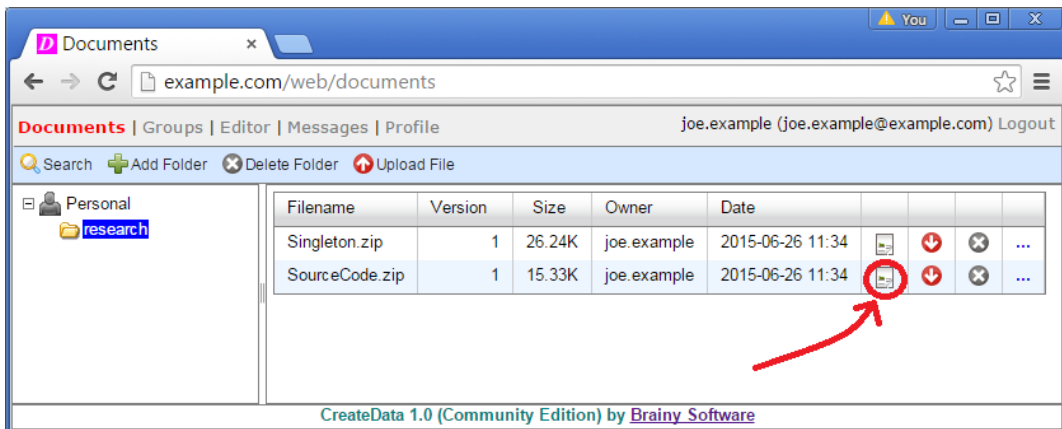 You
D Documents
example.com/web/documents
Documents | Groups | Editor | Messages | Profile joe.example (joe.example@example.com) Logout
Search Add Folder Delete Folder Upload File
Personal
research
Filename Version Size Owner Date
Singleton.zip 1 26.24K joe.example 2015-06-26 11:34 ...
SourceCode.zip 1 15.33K joe.example 2015-06-26 11:34 ...
CreateData 1.0 (Community Edition) by Brainy Software